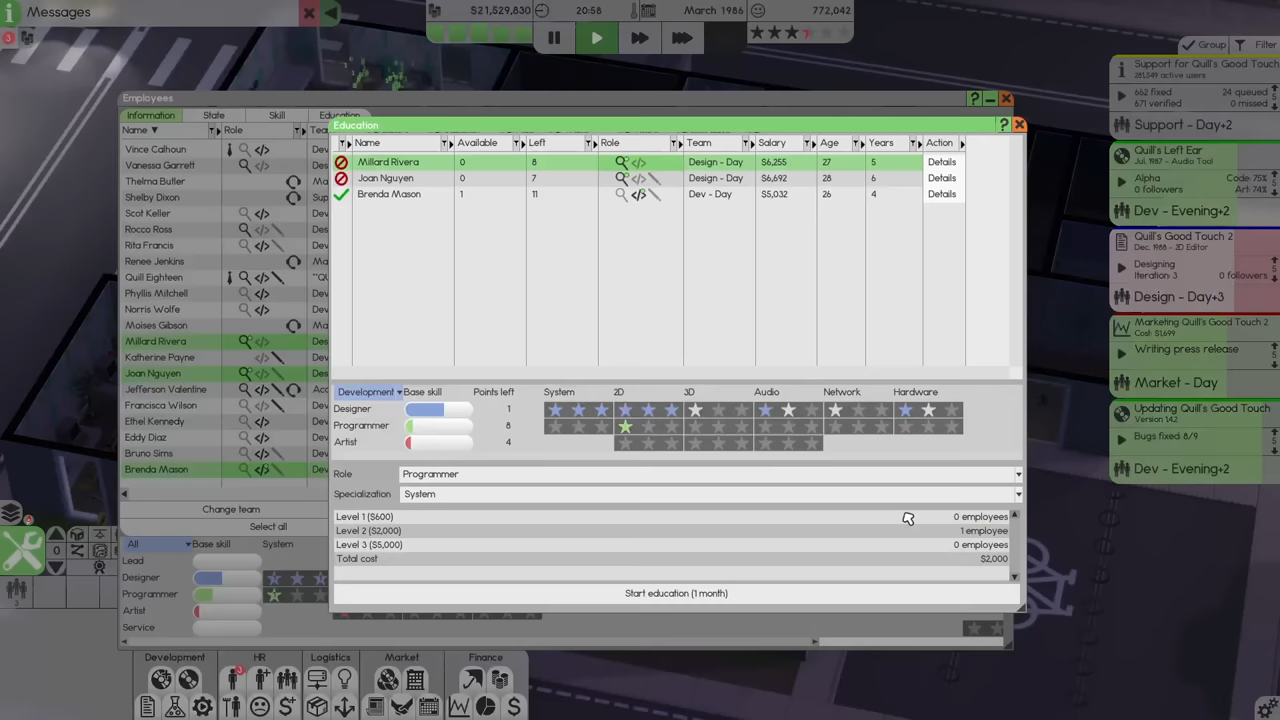 Messages
$21,529,830
20:58
March 1986
772,042
3
Group
Filter
Support for Quill's Good Touch
281,349 active users
662 fixed
24 queued
671 verified
0 missed
Support - Day+2
Quill's Left Ear
Jul. 1987 - Audio Tool
Alpha
Code: 75%
0 followers
Art: 74%
Dev - Evening+2
Quill's Good Touch 2
Dec. 1988 - 2D Editor
Designing
Iteration: 3
0 followers
Design - Day+3
Marketing Quill's Good Touch 2
Cost: $1,699
Writing press release
Market - Day
Updating Quill's Good Touch
Version 1.42
Bugs fixed 8/9
Dev - Evening+2
Employees
Information
State
Skill
Education
Name
Role
Vince Calhoun
Vanessa Garrett
Thelma Butler
Shelby Dixon
Scot Keller
Rocco Ross
Rita Francis
Renee Jenkins
Quill Eighteen
Phyllis Mitchell
Norris Wolfe
Moises Gibson
Millard Rivera
Katherine Payne
Joan Nguyen
Jefferson Valentine
Francisca Wilson
Ethel Kennedy
Eddy Diaz
Bruno Sims
Brenda Mason
Change team
Select all
All
Base skill
System
Lead
Designer
Programmer
Artist
Service
Education
Name
Available
Left
Role
Team
Salary
Age
Years
Action
Millard Rivera
0
8
Design - Day
$6,255
27
5
Details
Joan Nguyen
0
7
Design - Day
$6,692
28
6
Details
Brenda Mason
1
11
Dev - Day
$5,032
26
4
Details
Development
Base skill
Points left
System
2D
3D
Audio
Network
Hardware
Designer
1
Programmer
8
Artist
4
Role
Programmer
Specialization
System
Level 1 ($600)
0 employees
Level 2 ($2,000)
1 employee
Level 3 ($5,000)
0 employees
Total cost
$2,000
Start education (1 month)
0
3
Development
HR
Logistics
Market
Finance
3